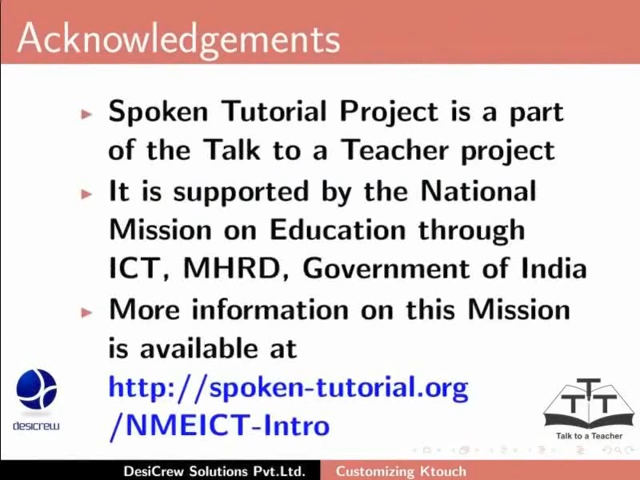 Acknowledgements
Spoken Tutorial Project is a part
of the Talk to a Teacher project
It is supported by the National
Mission on Education through
ICT, MHRD, Government of India
More information on this Mission
is available at
http://spoken-tutorial.org
/NMEICT-Intro
desicrew
T T T
Talk to a Teacher
DesiCrew Solutions Pvt.Ltd.
Customizing Ktouch